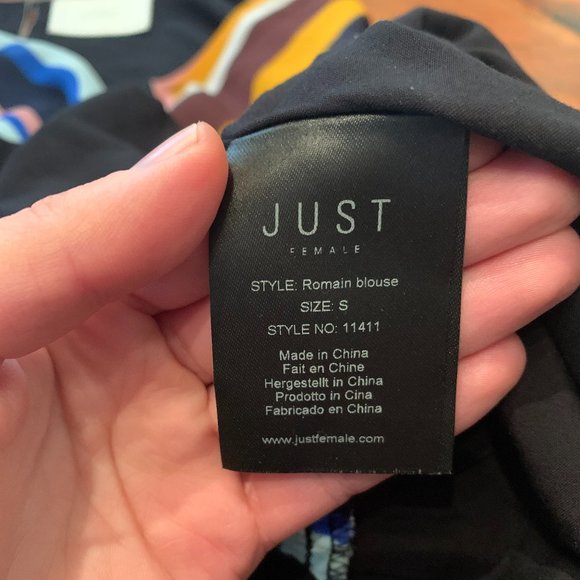 JUST
FEMALE
STYLE: Romain blouse
SIZE: S
STYLE NO: 11411
Made in China
Fait en Chine
Hergestellt in China
Prodotto in Cina
Fabricado en China
www.justfemale.com